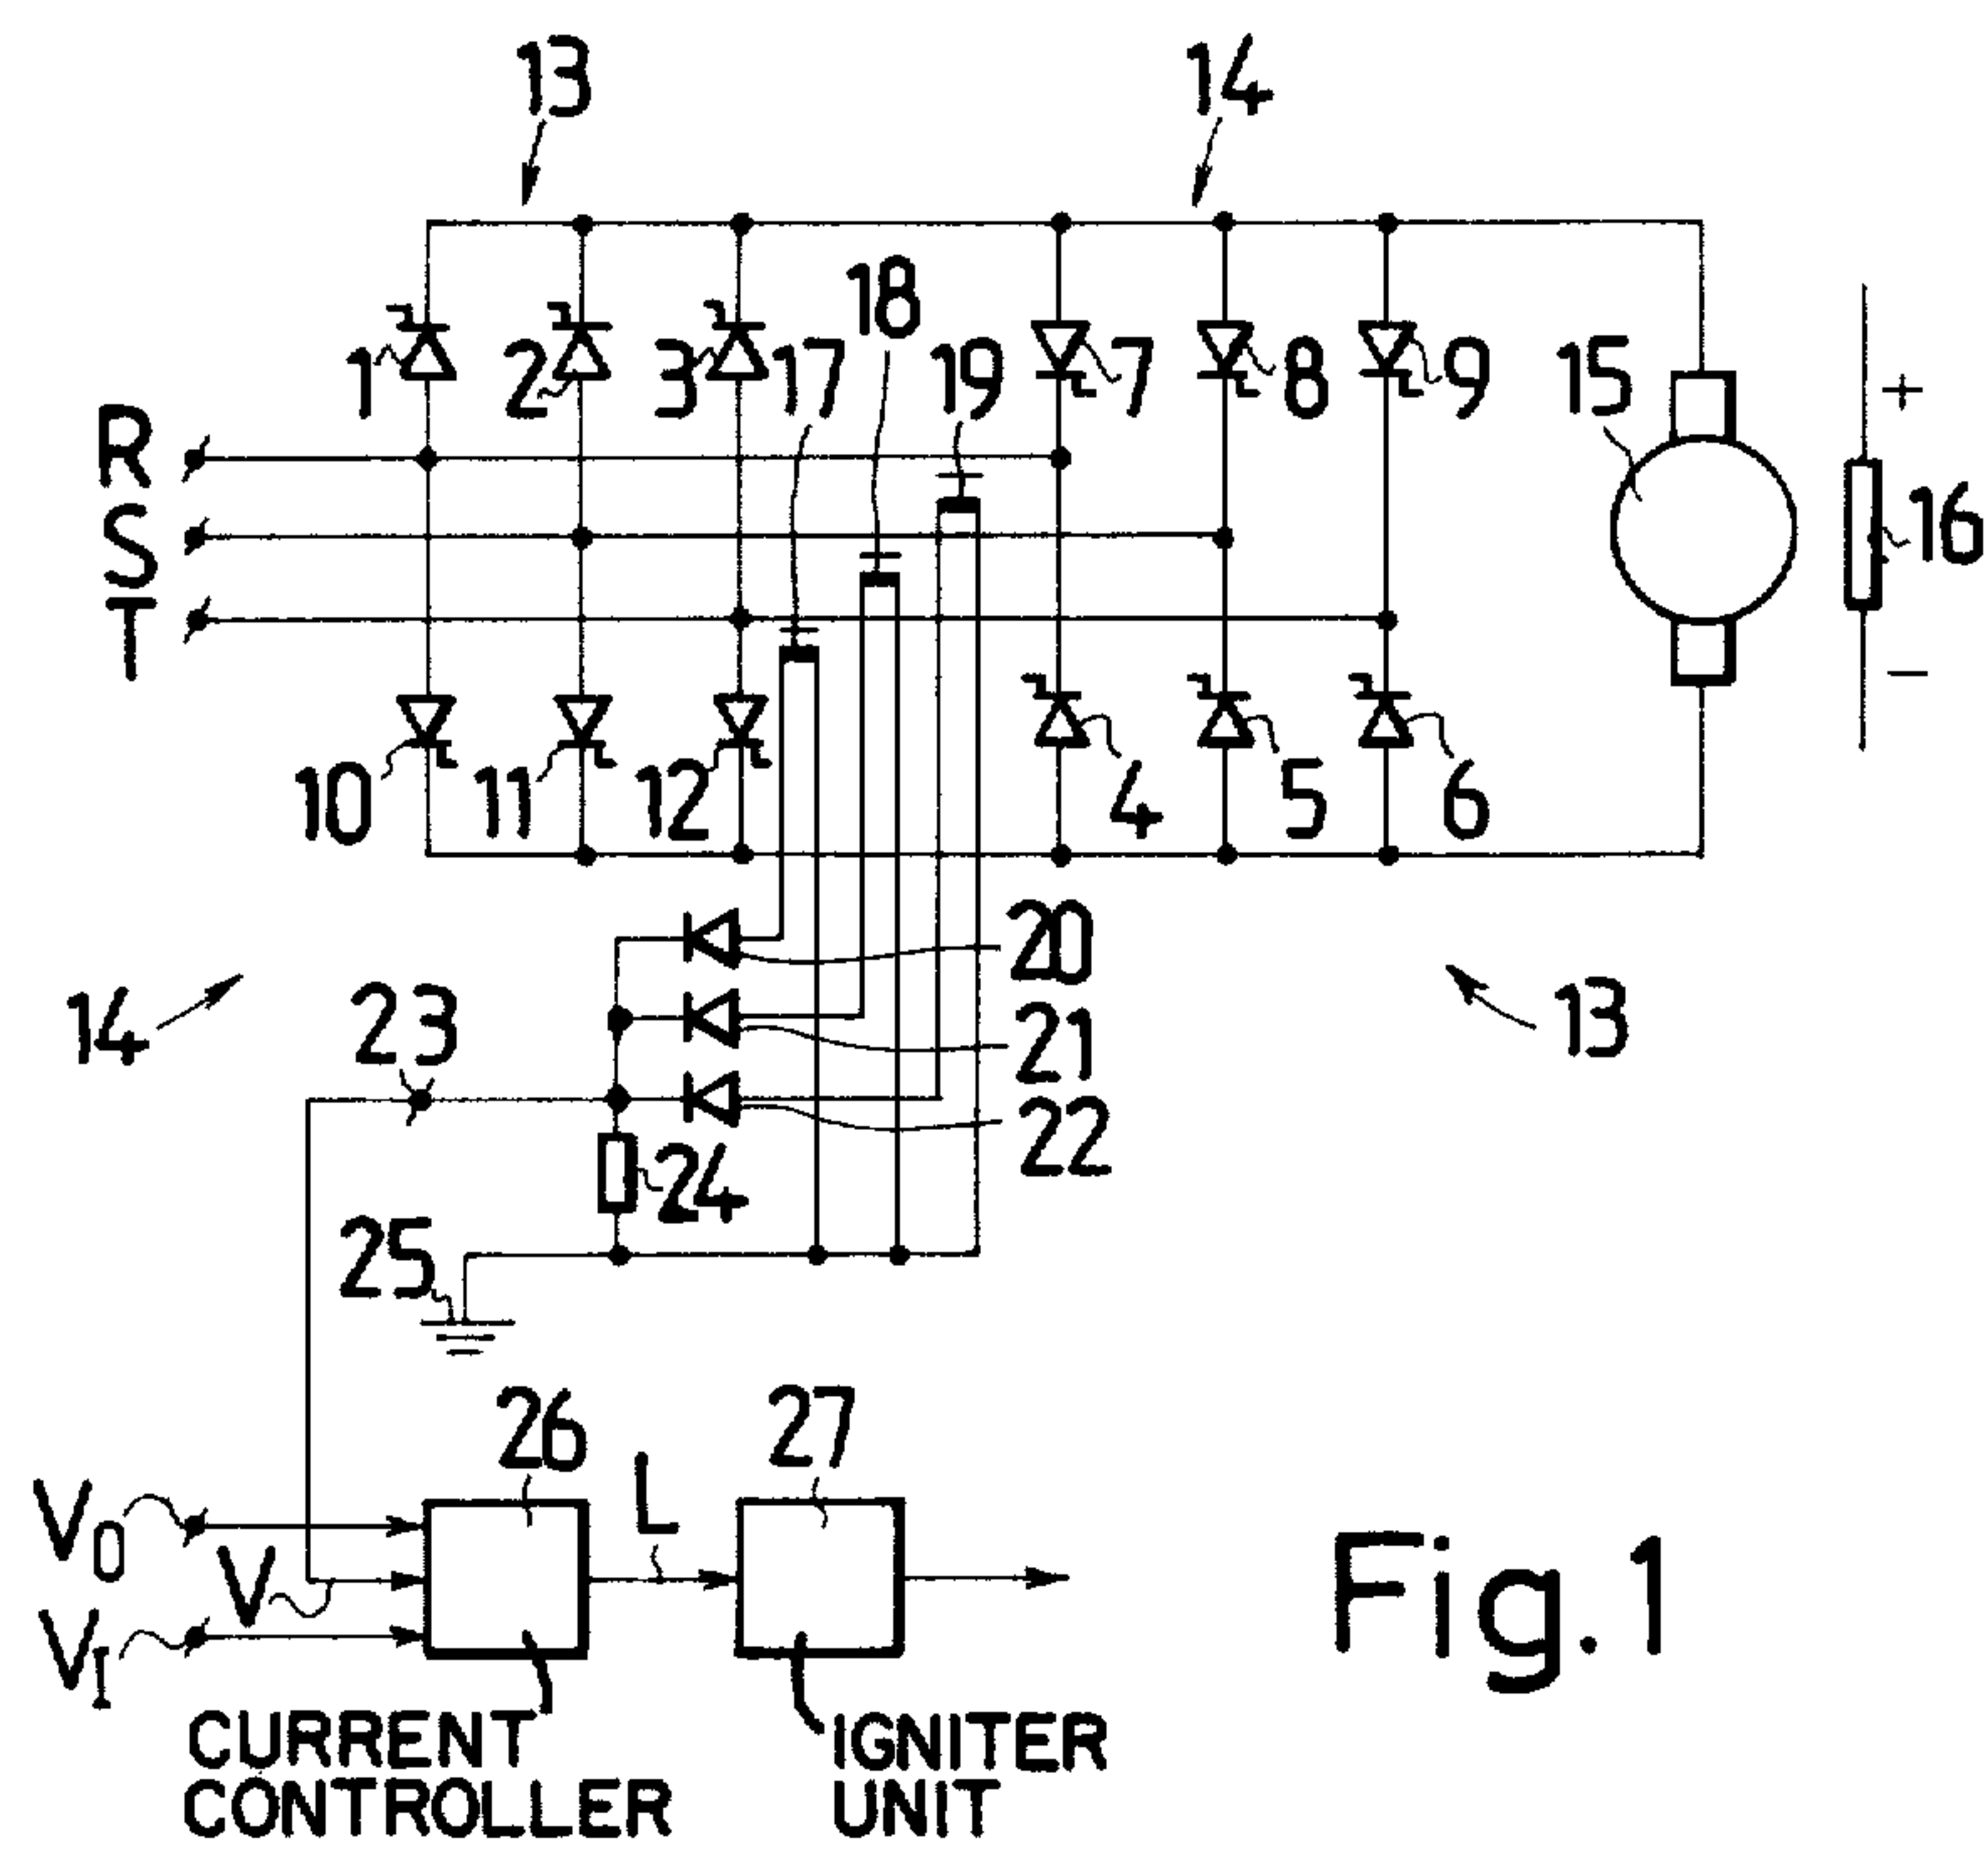 13 14
18
1 2 3 17 19 7 8 9 15 +
R
S 16
T
−
10 11 12 4 5 6
20
14 23 21 13
22
24
25
26 L 27
V0
V
VI
Fig.1
CURRENT CONTROLLER
IGNITER UNIT